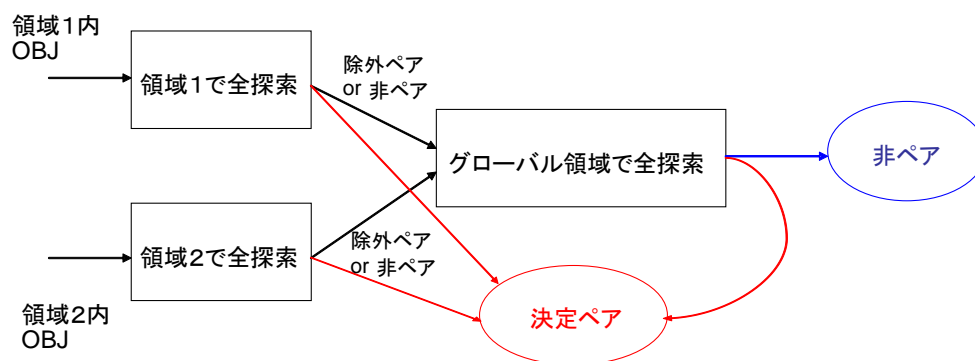 領域1内
OBJ
領域1で全探索
除外ペア
or 非ペア
グローバル領域で全探索
非ペア
領域2で全探索
除外ペア
or 非ペア
決定ペア
領域2内
OBJ